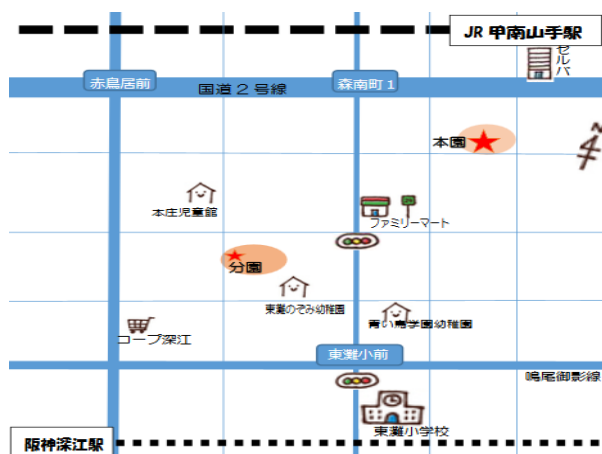 JR 甲南山手駅
セルバ
赤鳥居前
国道2号線
森南町1
本園
本庄児童館
ファミリーマート
分園
東灘のぞみ幼稚園
青い鳥学園幼稚園
コープ深江
東灘小前
鳴尾御影線
東灘小学校
阪神深江駅